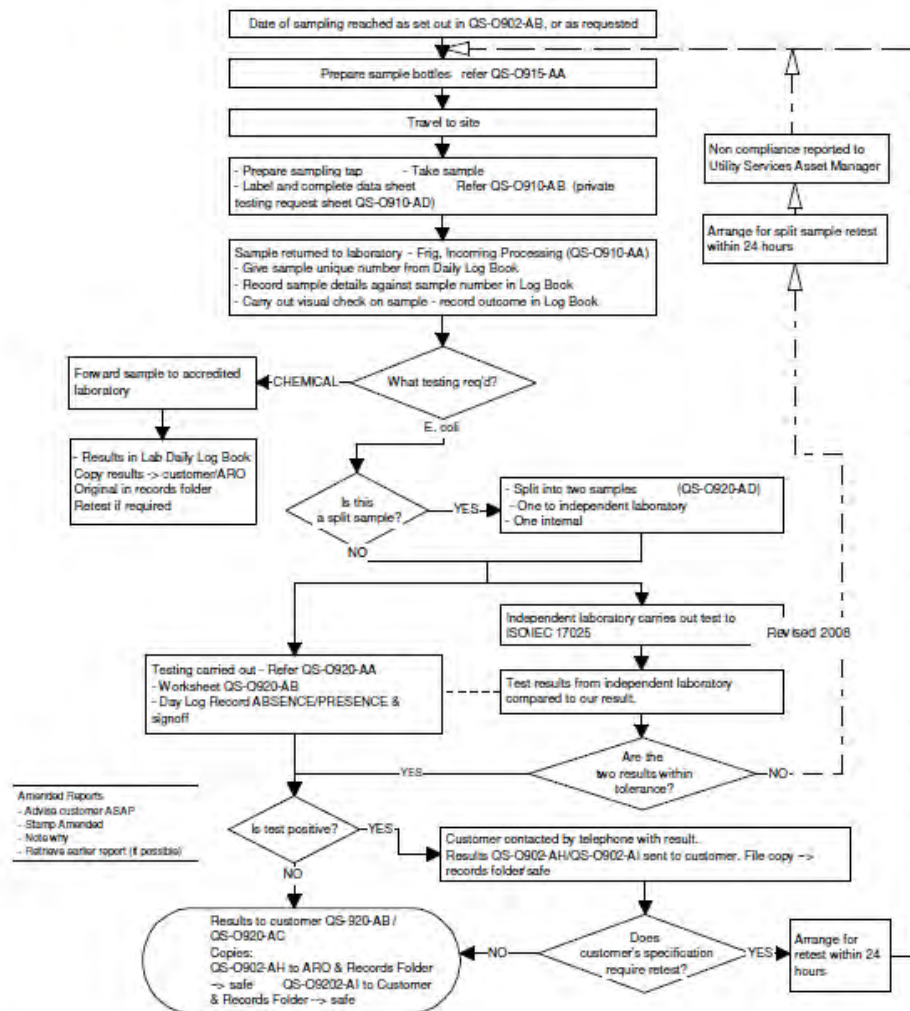 Date of sampling reached as set out in QS-O902-AB, or as requested
Prepare sample bottles refer QS-O915-AA
Travel to site
Non compliance reported to
Utility Services Asset Manager
- Prepare sampling tap - Take sample
- Label and complete data sheet Refer QS-O910-AB (private
testing request sheet QS-O910-AD)
Arrange for split sample retest
within 24 hours
Sample returned to laboratory - Frig, Incoming Processing (QS-O910-AA)
- Give sample unique number from Daily Log Book
- Record sample details against sample number in Log Book
- Carry out visual check on sample - record outcome in Log Book
Forward sample to accredited
laboratory
CHEMICAL
What testing req'd?
E. coli
- Results in Lab Daily Log Book
Copy results -> customer/ARO
Original in records folder
Retest if required
Is this
a split sample?
YES
- Split into two samples (QS-O920-AD)
- One to independent laboratory
- One internal
NO
Independent laboratory carries out test to
ISO\IEC 17025
Revised 2008
Testing carried out - Refer QS-O920-AA
- Worksheet QS-O920-AB
- Day Log Record ABSENCE/PRESENCE &
signoff
Test results from independent laboratory
compared to our result.
Are the
two results within
tolerance?
YES
NO
Amended Reports
- Advise customer ASAP
- Stamp Amended
- Note why
- Retrieve earlier report (if possible)
Is test positive?
YES
Customer contacted by telephone with result.
Results QS-O902-AH/QS-O902-AI sent to customer. File copy ->
records folder/safe
NO
Results to customer QS-920-AB /
QS-O920-AC
Copies:
QS-O902-AH to ARO & Records Folder
-> safe QS-O9202-AI to Customer
& Records Folder --> safe
NO
Does
customer's specification
require retest?
YES
Arrange for
retest within 24
hours